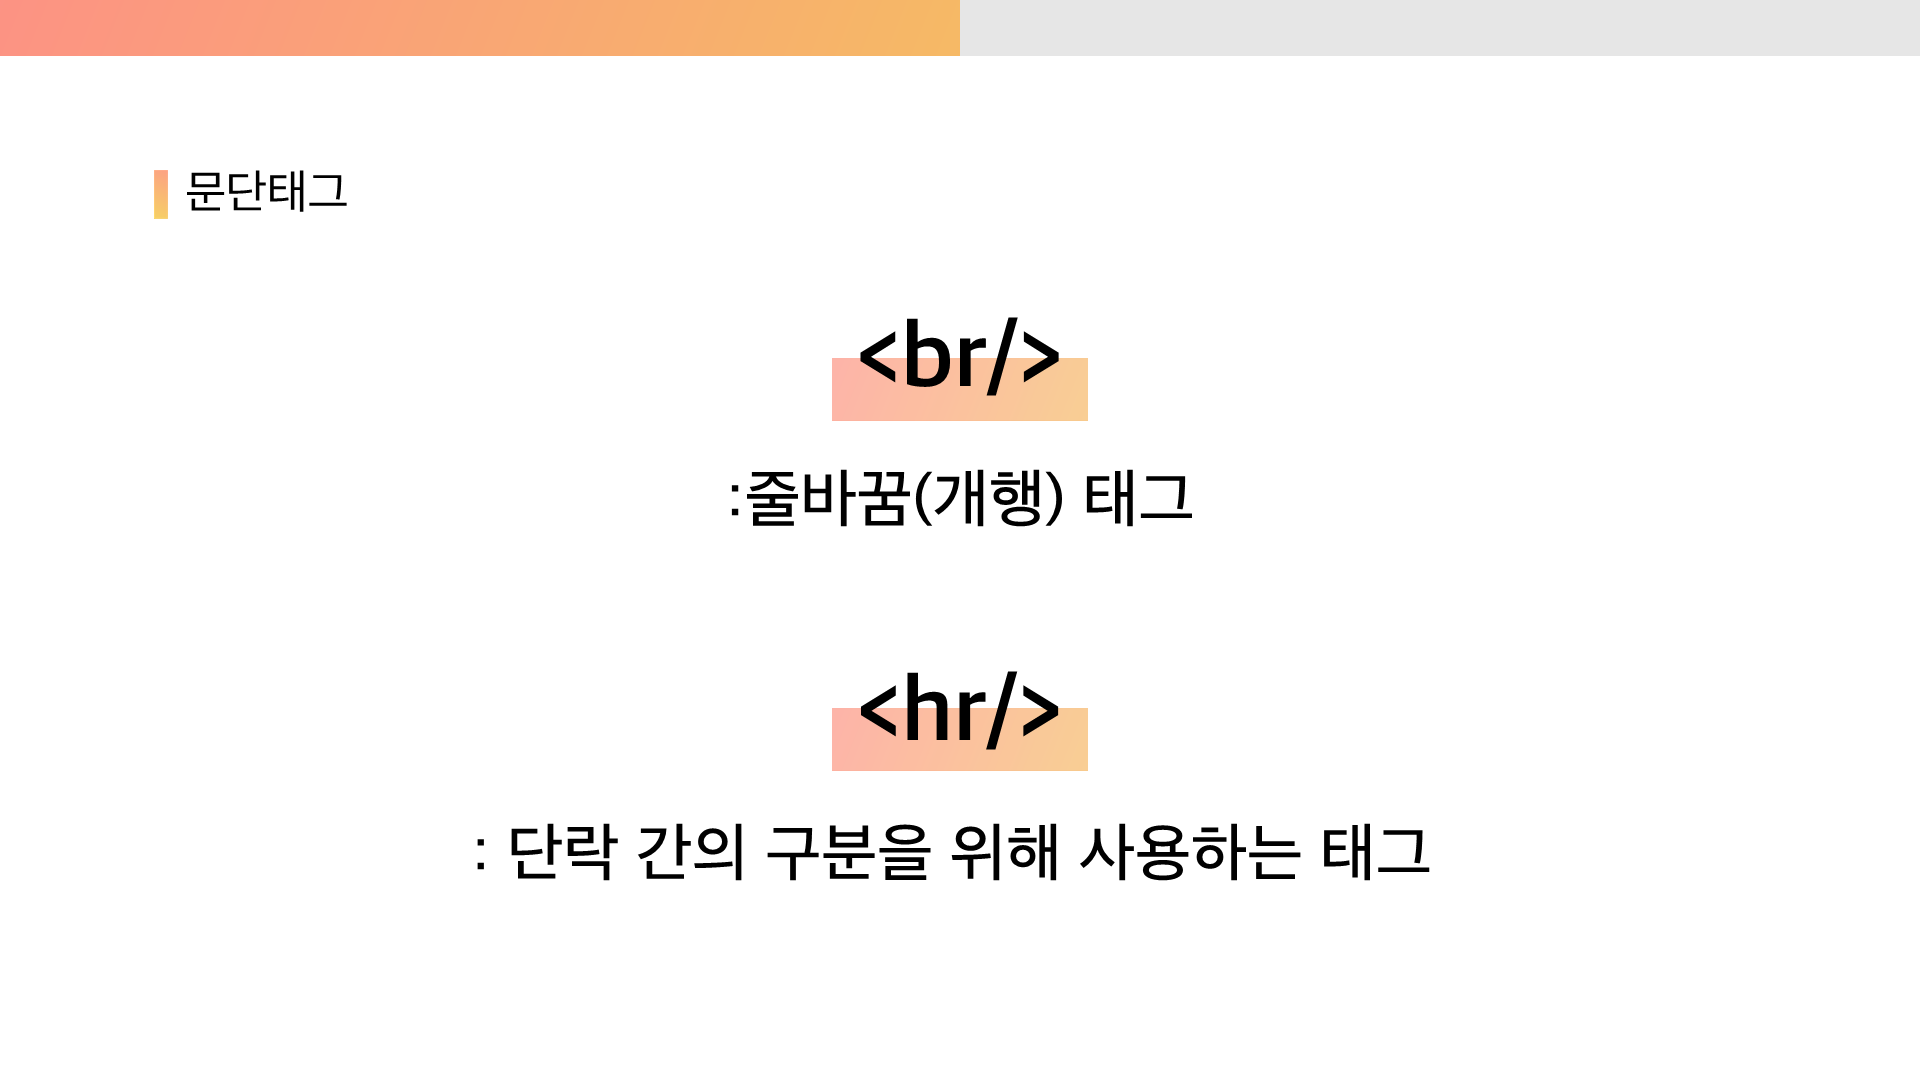 문단태그
<br/>
:줄바꿈(개행) 태그
<hr/>
: 단락 간의 구분을 위해 사용하는 태그